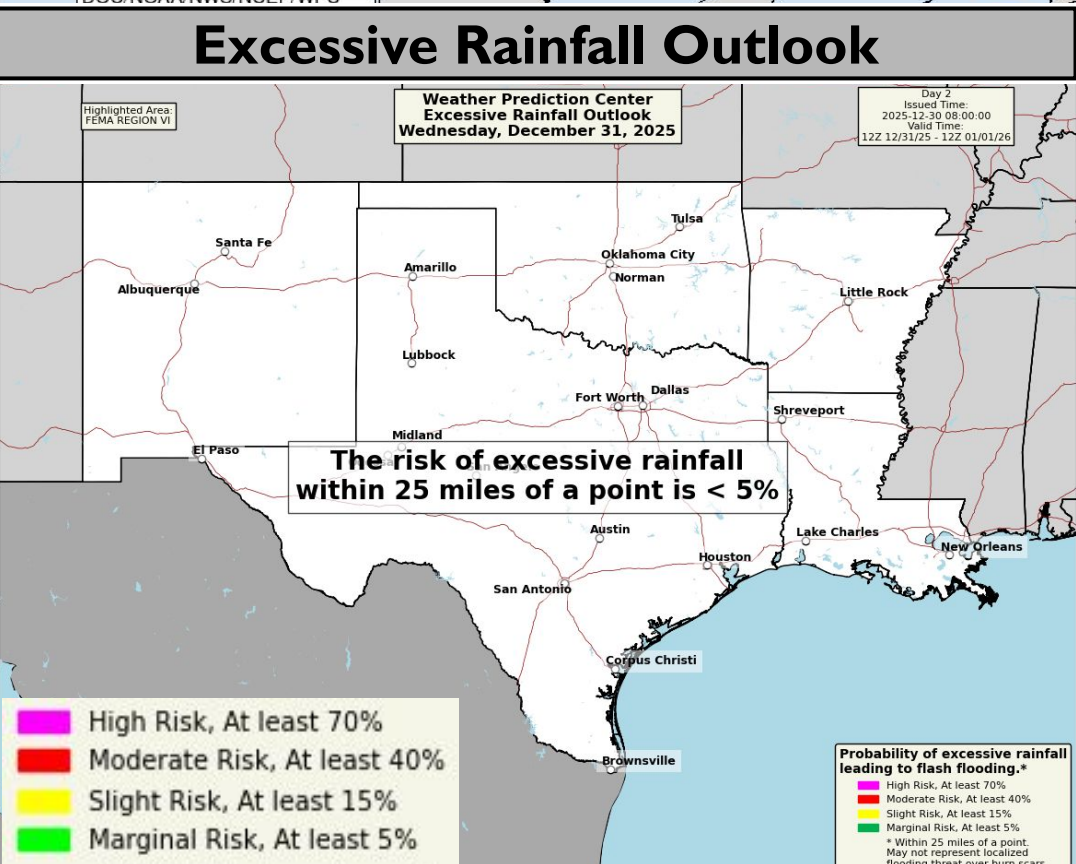 Excessive Rainfall Outlook
Highlighted Area:
FEMA REGION VI
Weather Prediction Center
Excessive Rainfall Outlook
Wednesday, December 31, 2025
Day 2
Issued Time:
2025-12-30 08:00:00
Valid Time:
12Z 12/31/25 - 12Z 01/01/26
Tulsa
Santa Fe
Oklahoma City
Amarillo
Norman
Albuquerque
Little Rock
Lubbock
Dallas
Fort Worth
Shreveport
Midland
El Paso
The risk of excessive rainfall
within 25 miles of a point is < 5%
Austin
Lake Charles
New Orleans
Houston
San Antonio
Corpus Christi
Brownsville
High Risk, At least 70%
Moderate Risk, At least 40%
Slight Risk, At least 15%
Marginal Risk, At least 5%
Probability of excessive rainfall
leading to flash flooding.*
High Risk, At least 70%
Moderate Risk, At least 40%
Slight Risk, At least 15%
Marginal Risk, At least 5%
* Within 25 miles of a point.
May not represent localized
flooding threat over burn scars